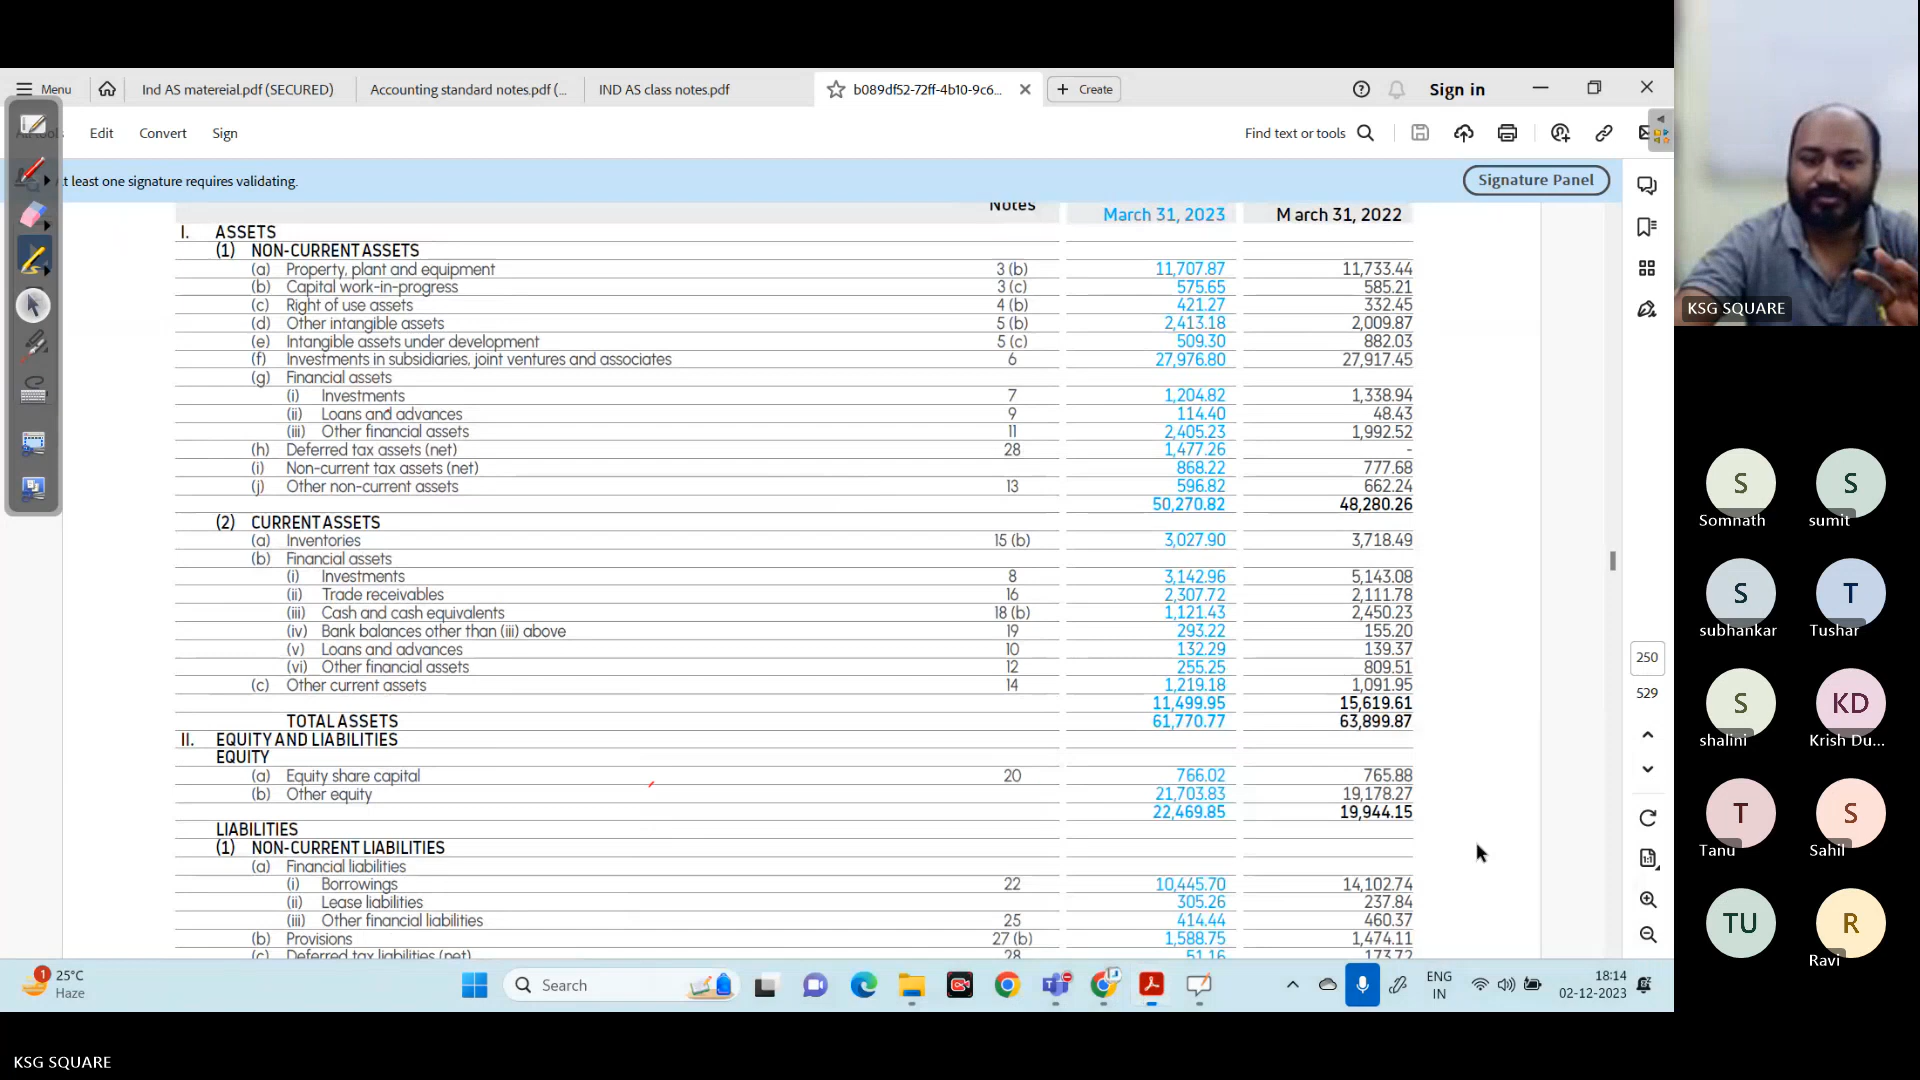 Menu
Ind AS matereial.pdf (SECURED)
Accounting standard notes.pdf (...
IND AS class notes.pdf
b089df52-72ff-4b10-9c6...
Create
Sign in
Edit
Convert
Sign
Find text or tools
t least one signature requires validating.
Signature Panel
Notes March 31, 2023 M arch 31, 2022
I. ASSETS
(1) NON-CURRENT ASSETS
(a) Property, plant and equipment 3 (b) 11,707.87 11,733.44
(b) Capital work-in-progress 3 (c) 575.65 585.21
(c) Right of use assets 4 (b) 421.27 332.45
(d) Other intangible assets 5 (b) 2,413.18 2,009.87
(e) Intangible assets under development 5 (c) 509.30 882.03
(f) Investments in subsidiaries, joint ventures and associates 6 27,976.80 27,917.45
(g) Financial assets
(i) Investments 7 1,204.82 1,338.94
(ii) Loans and advances 9 114.40 48.43
(iii) Other financial assets 11 2,405.23 1,992.52
(h) Deferred tax assets (net) 28 1,477.26 -
(i) Non-current tax assets (net) 868.22 777.68
(j) Other non-current assets 13 596.82 662.24
50,270.82 48,280.26
(2) CURRENT ASSETS
(a) Inventories 15 (b) 3,027.90 3,718.49
(b) Financial assets
(i) Investments 8 3,142.96 5,143.08
(ii) Trade receivables 16 2,307.72 2,111.78
(iii) Cash and cash equivalents 18 (b) 1,121.43 2,450.23
(iv) Bank balances other than (iii) above 19 293.22 155.20
(v) Loans and advances 10 132.29 139.37
(vi) Other financial assets 12 255.25 809.51
(c) Other current assets 14 1,219.18 1,091.95
11,499.95 15,619.61
TOTAL ASSETS 61,770.77 63,899.87
II. EQUITY AND LIABILITIES
EQUITY
(a) Equity share capital 20 766.02 765.88
(b) Other equity 21,703.83 19,178.27
22,469.85 19,944.15
LIABILITIES
(1) NON-CURRENT LIABILITIES
(a) Financial liabilities
(i) Borrowings 22 10,445.70 14,102.74
(ii) Lease liabilities 305.26 237.84
(iii) Other financial liabilities 25 414.44 460.37
(b) Provisions 27 (b) 1,588.75 1,474.11
(c) Deferred tax liabilities (net) 28 51.16 173.72
250
529
1:1
KSG SQUARE
S
Somnath
S
sumit
S
subhankar
T
Tushar
S
shalini
KD
Krish Du...
T
Tanu
S
Sahil
TU
R
Ravi
1
25°C
Haze
Search
ENG
IN
18:14
02-12-2023
KSG SQUARE